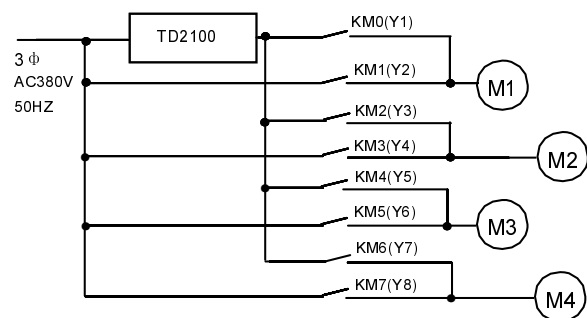 TD2100
KM0(Y1)
3 Φ
AC380V
50HZ
KM1(Y2)
M1
KM2(Y3)
KM3(Y4)
M2
KM4(Y5)
KM5(Y6)
M3
KM6(Y7)
KM7(Y8)
M4